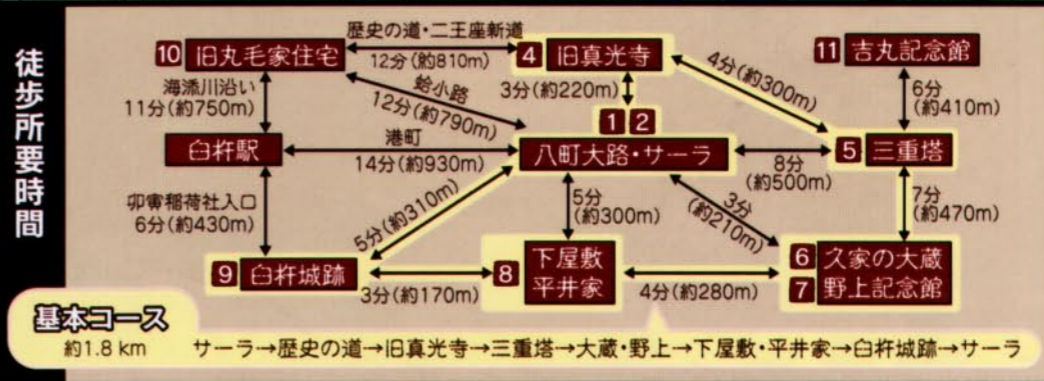 徒歩所要時間
歴史の道・二王座新道
10 旧丸毛家住宅
12分(約810m)
4 旧真光寺
11 吉丸記念館
海添川沿い
11分(約750m)
蛤小路
12分(約790m)
3分(約220m)
4分(約300m)
6分
(約410m)
1 2
臼杵駅
港町
14分(約930m)
八町大路・サーラ
8分
(約500m)
5 三重塔
卯寅稲荷社入口
6分(約430m)
5分(約310m)
5分
(約300m)
3分
(約210m)
7分
(約470m)
9 臼杵城跡
3分(約170m)
8 下屋敷
平井家
4分(約280m)
6 久家の大蔵
7 野上記念館
基本コース
約1.8 km
サーラ→歴史の道→旧真光寺→三重塔→大蔵・野上→下屋敷・平井家→臼杵城跡→サーラ